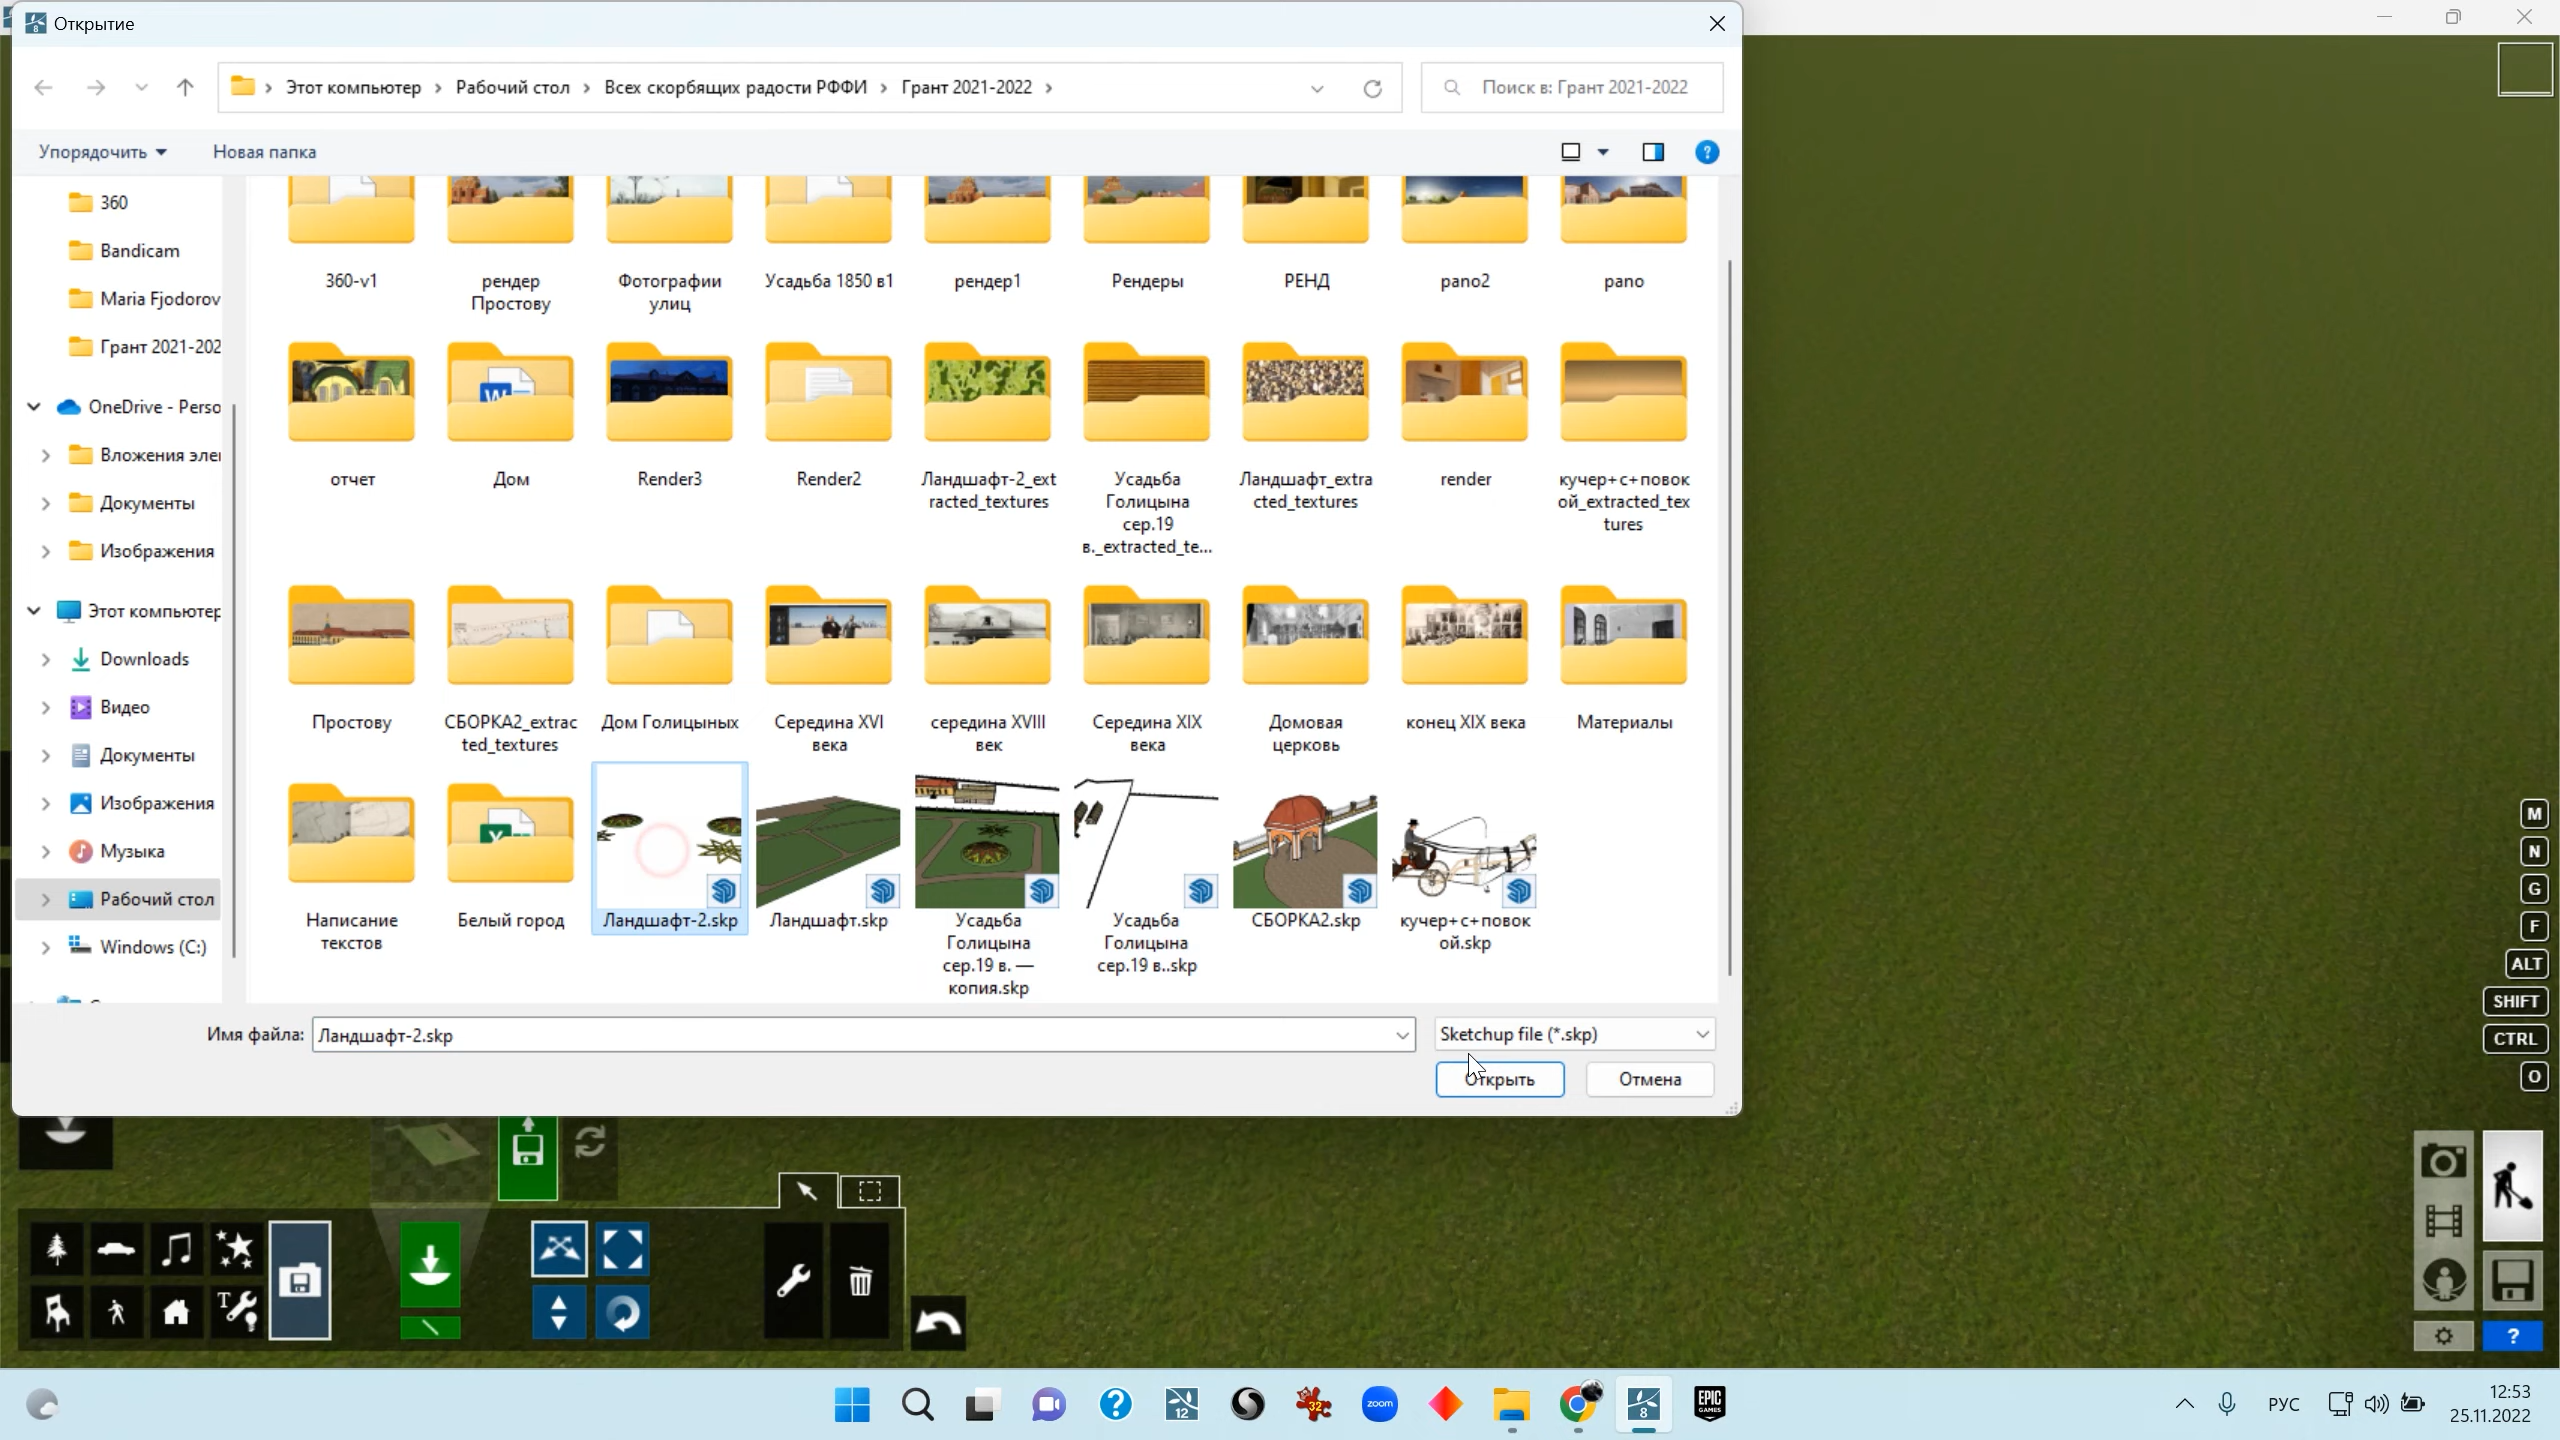 Открытие
Этот компьютер › Рабочий стол › Всех скорбящих радости РФФИ › Грант 2021-2022 ›
Поиск в: Грант 2021-2022
Упорядочить
Новая папка
?
360
Bandicam
Maria Fjodorov
Грант 2021-202
OneDrive - Perso
Вложения эле
Документы
Изображения
Этот компьютер
Downloads
Видео
Документы
Изображения
Музыка
Рабочий стол
Windows (C:)
360-v1
рендер
Простову
Фотографии
улиц
Усадьба 1850 в1
рендер1
Рендеры
РЕНД
pano2
pano
отчет
Дом
Render3
Render2
Ландшафт-2_ext
racted_textures
Усадьба
Голицына
сер.19
в._extracted_te...
Ландшафт_extra
cted_textures
render
кучер+с+повок
ой_extracted_tex
tures
Простову
СБОРКА2_extrac
ted_textures
Дом Голицыных
Середина XVI
века
середина XVIII
век
Середина XIX
века
Домовая
церковь
конец XIX века
Материалы
Написание
текстов
Белый город
Ландшафт-2.skp
Ландшафт.skp
Усадьба
Голицына
сер.19 в. —
копия.skp
Усадьба
Голицына
сер.19 в..skp
СБОРКА2.skp
кучер+с+повок
ой.skp
Имя файла:
Ландшафт-2.skp
Sketchup file (*.skp)
Открыть
Отмена
M
N
G
F
ALT
SHIFT
CTRL
O
T
?
12
32
zoom
8
EPIC
GAMES
РУС
12:53
25.11.2022